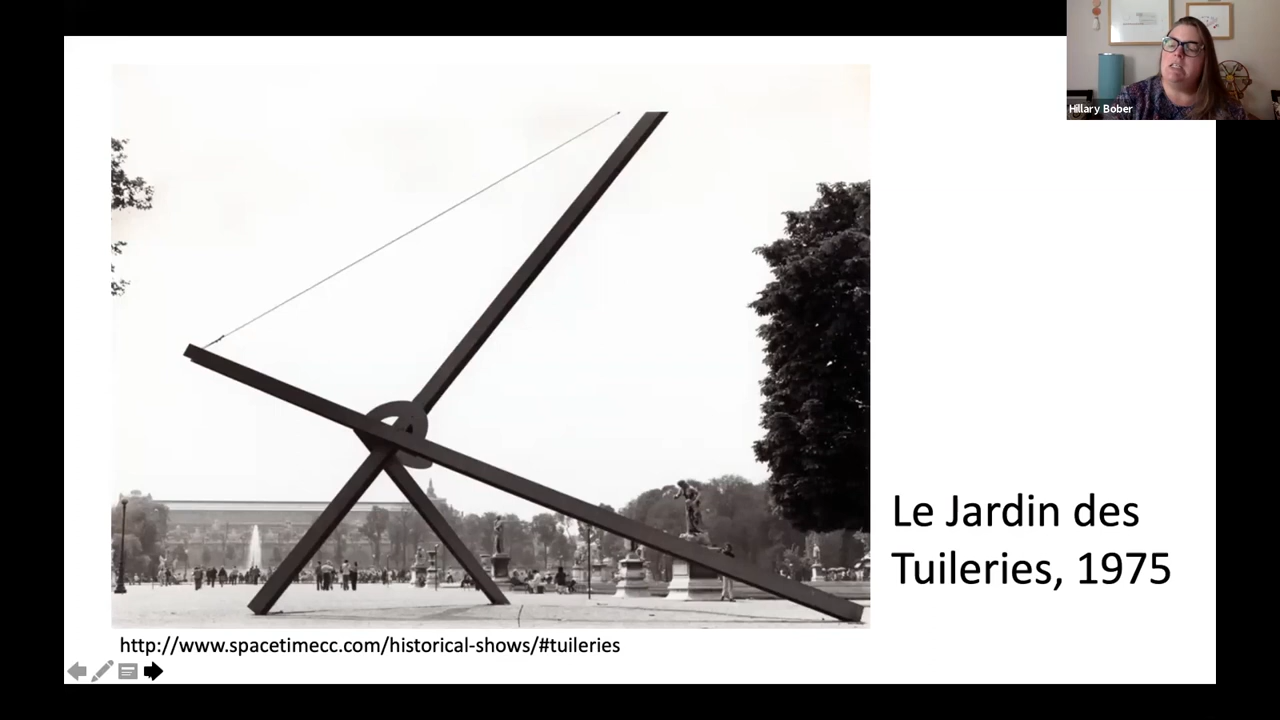 Hillary Bober
Le Jardin des
Tuileries, 1975
http://www.spacetimecc.com/historical-shows/#tuileries